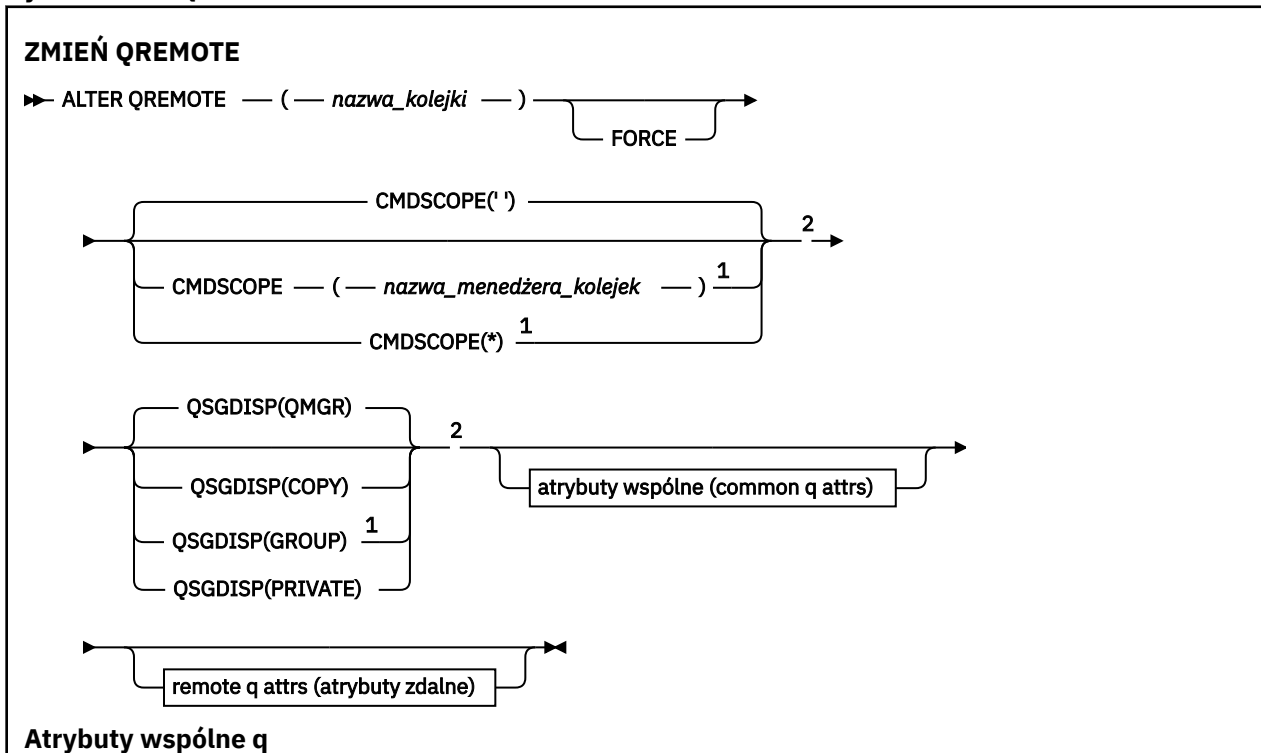 ZMIEŃ QREMOTE
ALTER QREMOTE ( nazwa_kolejki )
FORCE
CMDSCOPE(' ')
2
CMDSCOPE ( nazwa_menedżera_kolejek ) 1
CMDSCOPE(*) 1
QSGDISP(QMGR)
2
QSGDISP(COPY)
atrybuty wspólne (common q attrs)
QSGDISP(GROUP) 1
QSGDISP(PRIVATE)
remote q attrs (atrybuty zdalne)
Atrybuty wspólne q